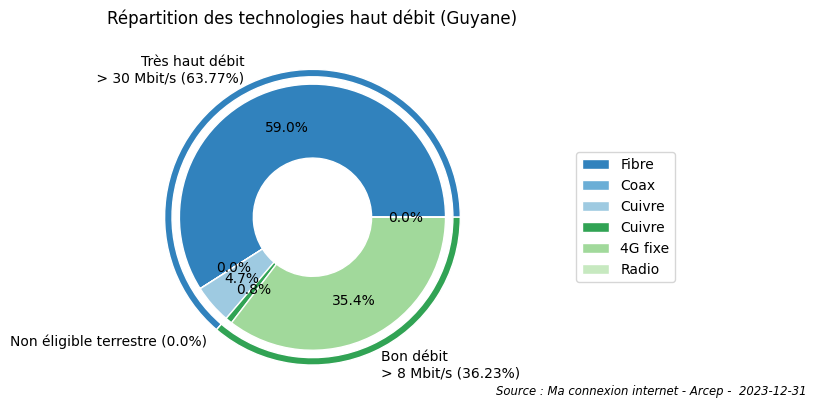 Répartition des technologies haut débit (Guyane)
Très haut débit
> 30 Mbit/s (63.77%)
59.0%
0.0%
0.0%
4.7%
0.8%
35.4%
Non éligible terrestre (0.0%)
Bon débit
> 8 Mbit/s (36.23%)
Fibre
Coax
Cuivre
Cuivre
4G fixe
Radio
Source : Ma connexion internet - Arcep - 2023-12-31